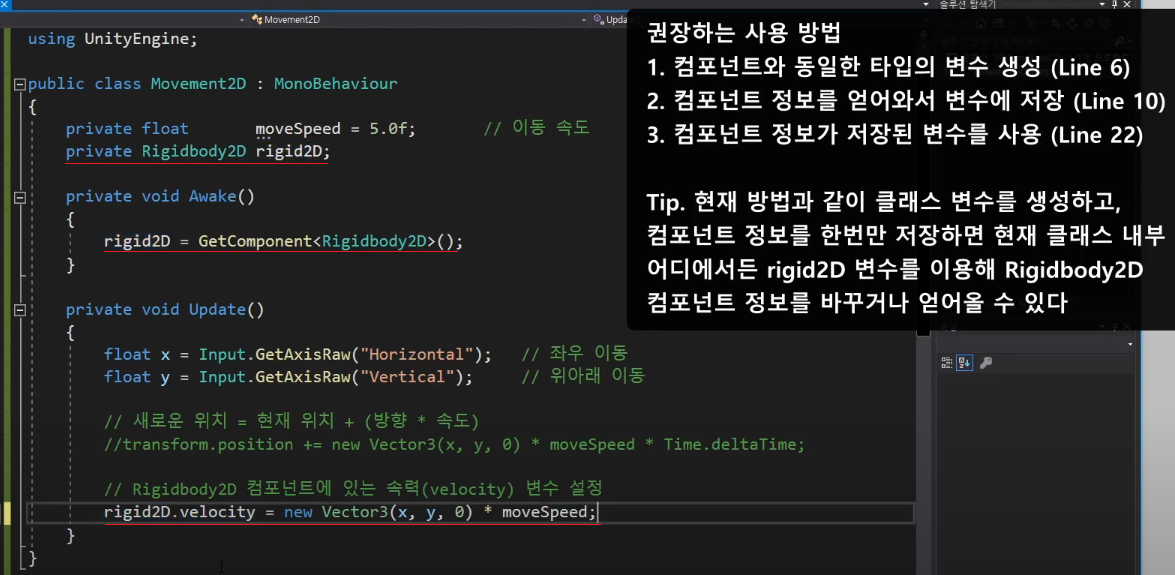 솔루션 탐색기
Movement2D
using UnityEngine;
public class Movement2D : MonoBehaviour
{
private float moveSpeed = 5.0f; // 이동 속도
private Rigidbody2D rigid2D;
private void Awake()
{
rigid2D = GetComponent<Rigidbody2D>();
}
private void Update()
{
float x = Input.GetAxisRaw("Horizontal"); // 좌우 이동
float y = Input.GetAxisRaw("Vertical"); // 위아래 이동
// 새로운 위치 = 현재 위치 + (방향 * 속도)
//transform.position += new Vector3(x, y, 0) * moveSpeed * Time.deltaTime;
// Rigidbody2D 컴포넌트에 있는 속력(velocity) 변수 설정
rigid2D.velocity = new Vector3(x, y, 0) * moveSpeed;
}
}
권장하는 사용 방법
1. 컴포넌트와 동일한 타입의 변수 생성 (Line 6)
2. 컴포넌트 정보를 얻어와서 변수에 저장 (Line 10)
3. 컴포넌트 정보가 저장된 변수를 사용 (Line 22)
Tip. 현재 방법과 같이 클래스 변수를 생성하고,
컴포넌트 정보를 한번만 저장하면 현재 클래스 내부
어디에서든 rigid2D 변수를 이용해 Rigidbody2D
컴포넌트 정보를 바꾸거나 얻어올 수 있다